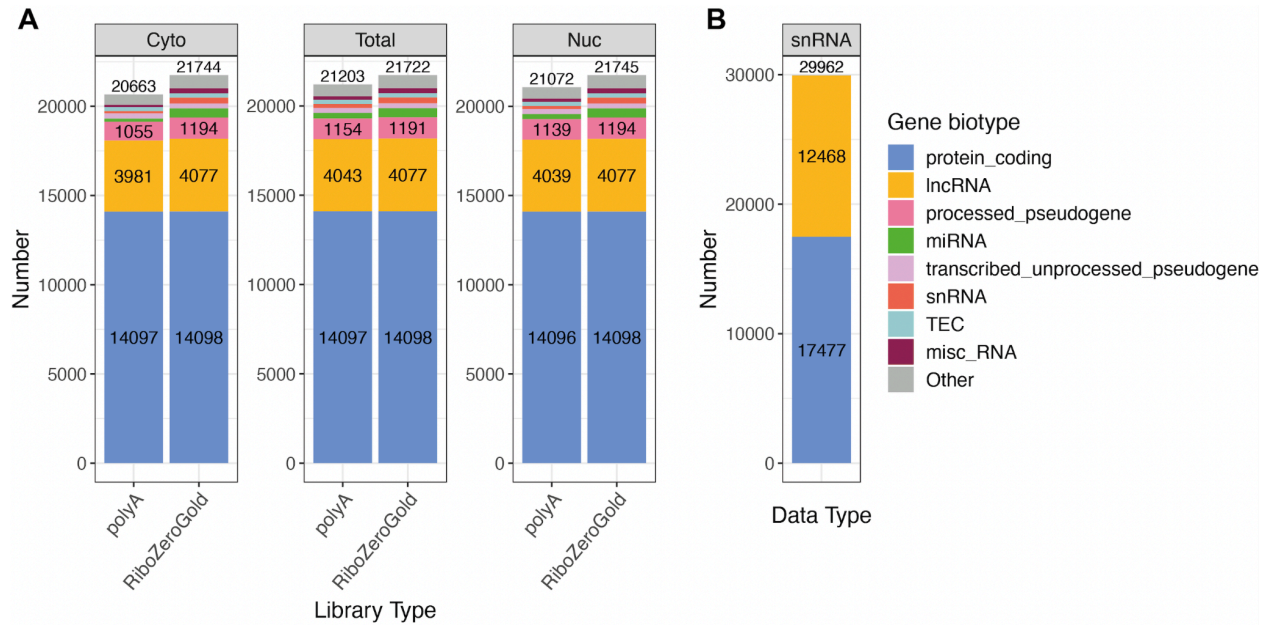 A
Cyto
Total
Nuc
Number
20000
15000
10000
5000
0
20663
1055
3981
14097
21744
1194
4077
14098
polyA
RiboZeroGold
20000
15000
10000
5000
0
21203
1154
4043
14097
21722
1191
4077
14098
polyA
RiboZeroGold
20000
15000
10000
5000
0
21072
1139
4039
14096
21745
1194
4077
14098
polyA
RiboZeroGold
Library Type
B
snRNA
Number
30000
20000
10000
0
29962
12468
17477
Data Type
Gene biotype
protein_coding
lncRNA
processed_pseudogene
miRNA
transcribed_unprocessed_pseudogene
snRNA
TEC
misc_RNA
Other